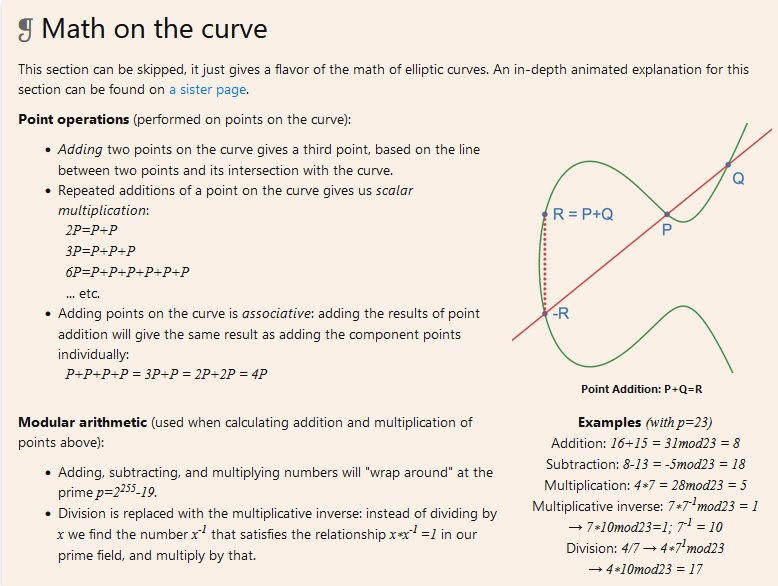 ¶ Math on the curve
This section can be skipped, it just gives a flavor of the math of elliptic curves. An in-depth animated explanation for this
section can be found on a sister page.
Point operations (performed on points on the curve):
• Adding two points on the curve gives a third point, based on the line
between two points and its intersection with the curve.
• Repeated additions of a point on the curve gives us scalar
multiplication:
2P=P+P
3P=P+P+P
6P=P+P+P+P+P+P
... etc.
• Adding points on the curve is associative: adding the results of point
addition will give the same result as adding the component points
individually:
P+P+P+P = 3P+P = 2P+2P = 4P
Q
R = P+Q
P
-R
Point Addition: P+Q=R
Modular arithmetic (used when calculating addition and multiplication of
points above):
• Adding, subtracting, and multiplying numbers will "wrap around" at the
prime p=2²⁵⁵-19.
• Division is replaced with the multiplicative inverse: instead of dividing by
x we find the number x⁻¹ that satisfies the relationship x*x⁻¹ =1 in our
prime field, and multiply by that.
Examples (with p=23)
Addition: 16+15 = 31mod23 = 8
Subtraction: 8-13 = -5mod23 = 18
Multiplication: 4*7 = 28mod23 = 5
Multiplicative inverse: 7*7⁻¹mod23 = 1
→ 7*10mod23=1; 7⁻¹ = 10
Division: 4/7 → 4*7¹mod23
→ 4*10mod23 = 17